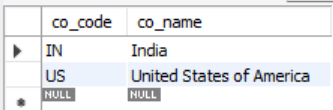 co_code co_name
IN India
US United States of America
NULL NULL